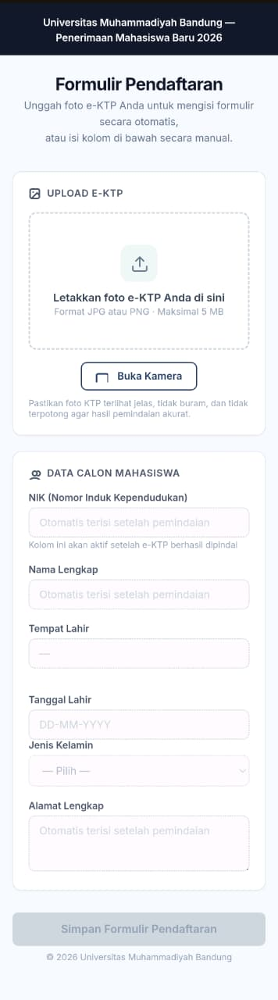 Universitas Muhammadiyah Bandung —
Penerimaan Mahasiswa Baru 2026
Formulir Pendaftaran
Unggah foto e-KTP Anda untuk mengisi formulir
secara otomatis,
atau isi kolom di bawah secara manual.
UPLOAD E-KTP
Letakkan foto e-KTP Anda di sini
Format JPG atau PNG · Maksimal 5 MB
Buka Kamera
Pastikan foto KTP terlihat jelas, tidak buram, dan tidak
terpotong agar hasil pemindaian akurat.
DATA CALON MAHASISWA
NIK (Nomor Induk Kependudukan)
Otomatis terisi setelah pemindaian
Kolom ini akan aktif setelah e-KTP berhasil dipindai
Nama Lengkap
Otomatis terisi setelah pemindaian
Tempat Lahir
—
Tanggal Lahir
DD-MM-YYYY
Jenis Kelamin
— Pilih —
Alamat Lengkap
Otomatis terisi setelah pemindaian
Simpan Formulir Pendaftaran
© 2026 Universitas Muhammadiyah Bandung